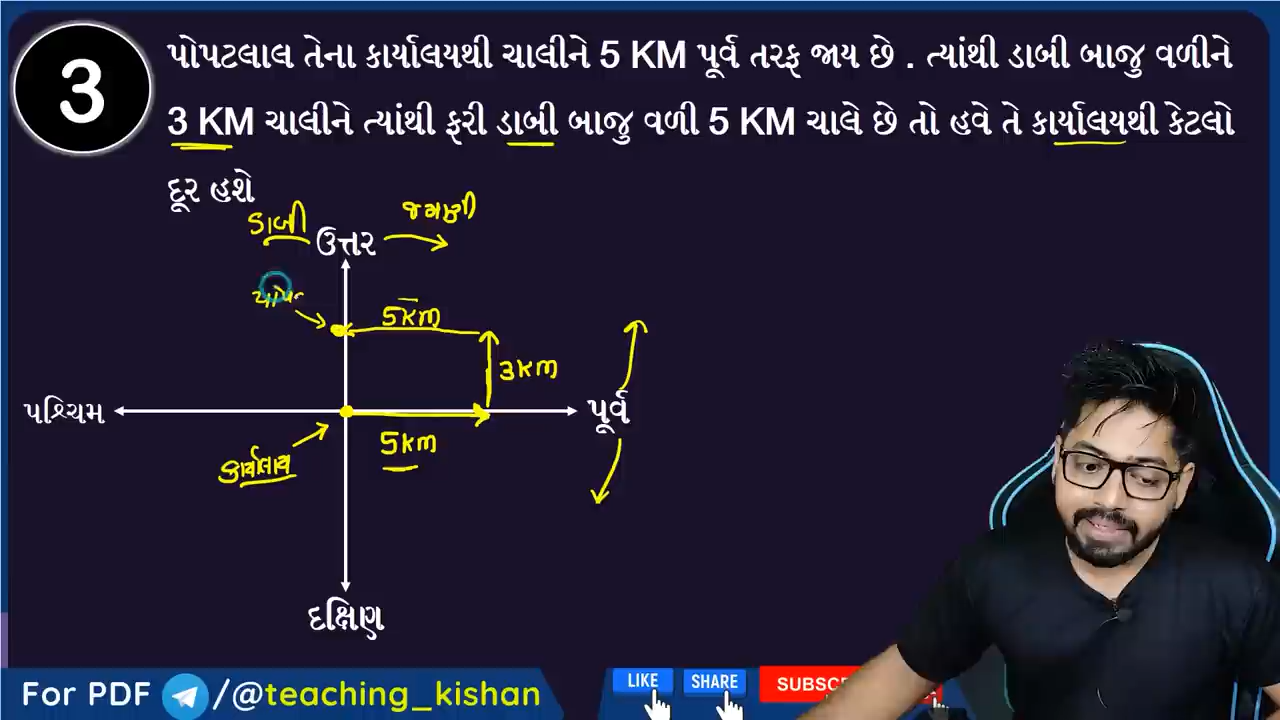 3
પોપટલાલ તેના કાર્યાલયથી ચાલીને 5 KM પૂર્વ તરફ જાય છે . ત્યાંથી ડાબી બાજુ વળીને
3 KM ચાલીને ત્યાંથી ફરી ડાબી બાજુ વળી 5 KM ચાલે છે તો હવે તે કાર્યાલયથી કેટલો
દૂર હશે
ડાબી
જમણી
ઉત્તર
5km
3km
પશ્ચિમ
પૂર્વ
5km
કાર્યાલય
દક્ષિણ
For PDF /@teaching_kishan
LIKE
SHARE